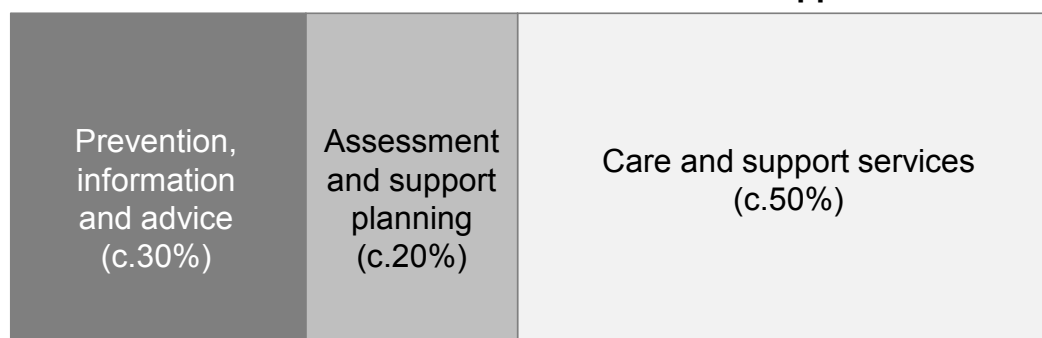 Prevention,
information
and advice
(c.30%)
Assessment
and support
planning
(c.20%)
Care and support services
(c.50%)